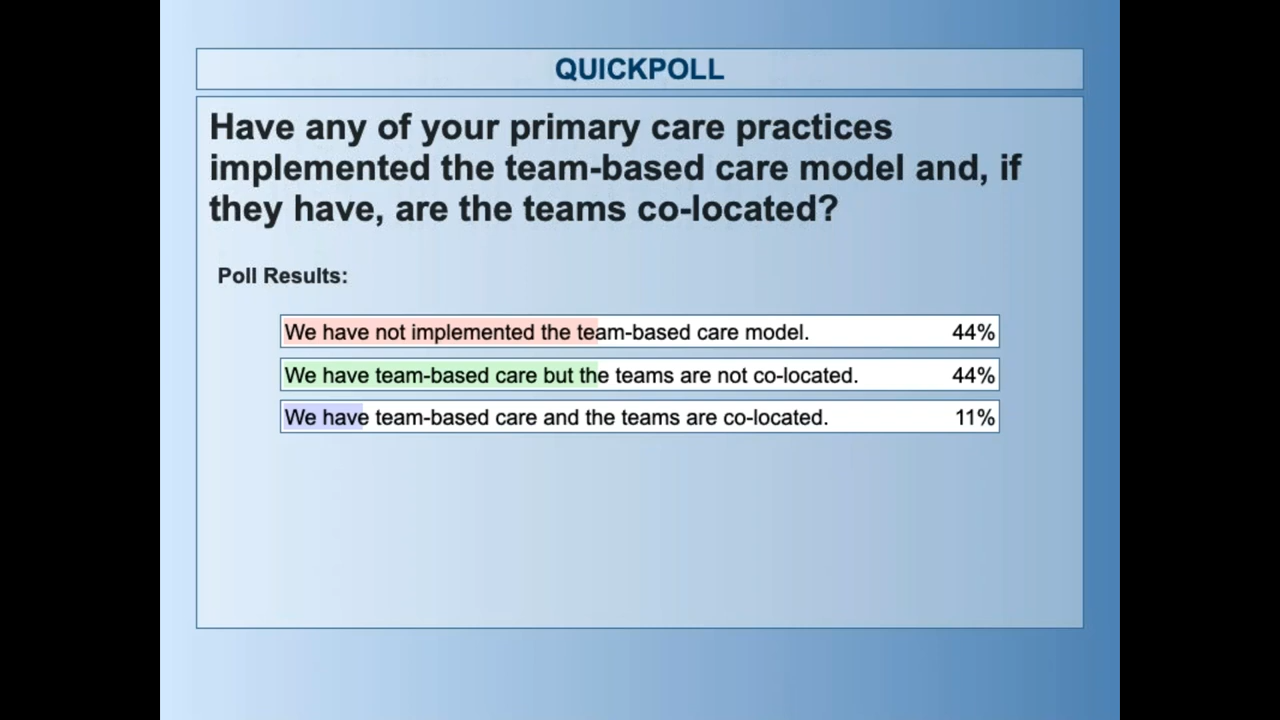 QUICKPOLL
Have any of your primary care practices
implemented the team-based care model and, if
they have, are the teams co-located?
Poll Results:
We have not implemented the team-based care model. 44%
We have team-based care but the teams are not co-located. 44%
We have team-based care and the teams are co-located. 11%